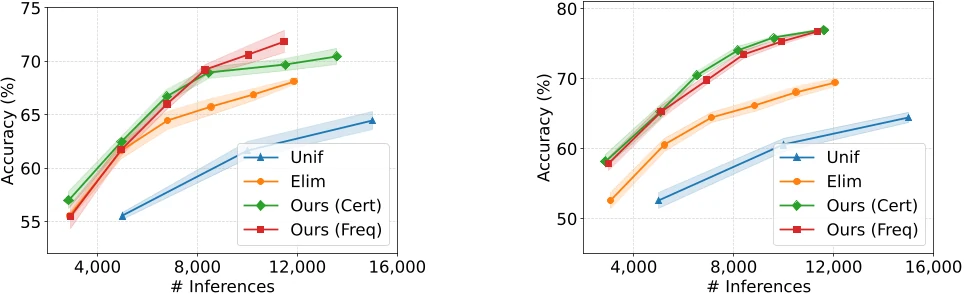 75
70
65
60
55
Accuracy (%)
4,000 8,000 12,000 16,000
# Inferences
Unif
Elim
Ours (Cert)
Ours (Freq)
80
70
60
50
Accuracy (%)
4,000 8,000 12,000 16,000
# Inferences
Unif
Elim
Ours (Cert)
Ours (Freq)